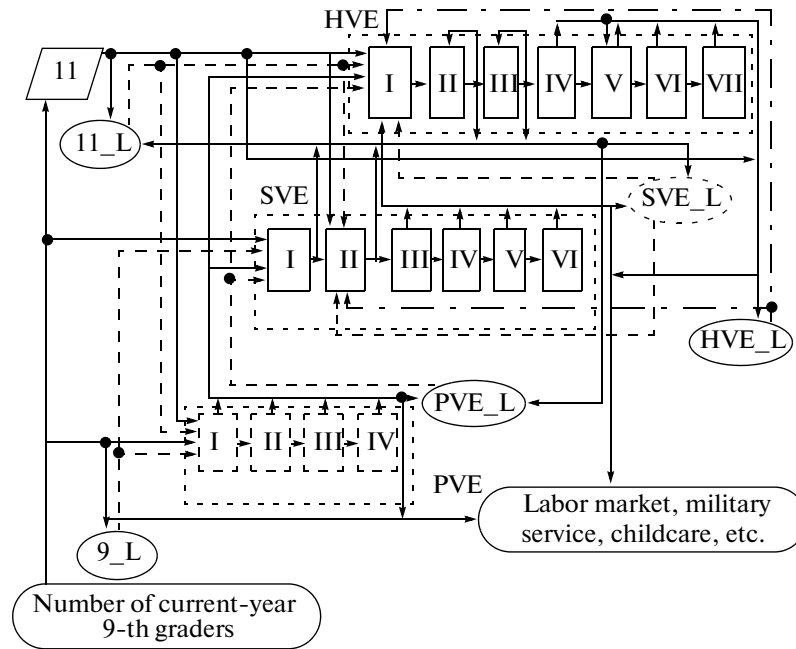 HVE
11
I II III IV V VI VII
11_L
SVE
SVE_L
I II III IV V VI
HVE_L
PVE_L
I II III IV
PVE
Labor market, military
service, childcare, etc.
9_L
Number of current-year
9-th graders